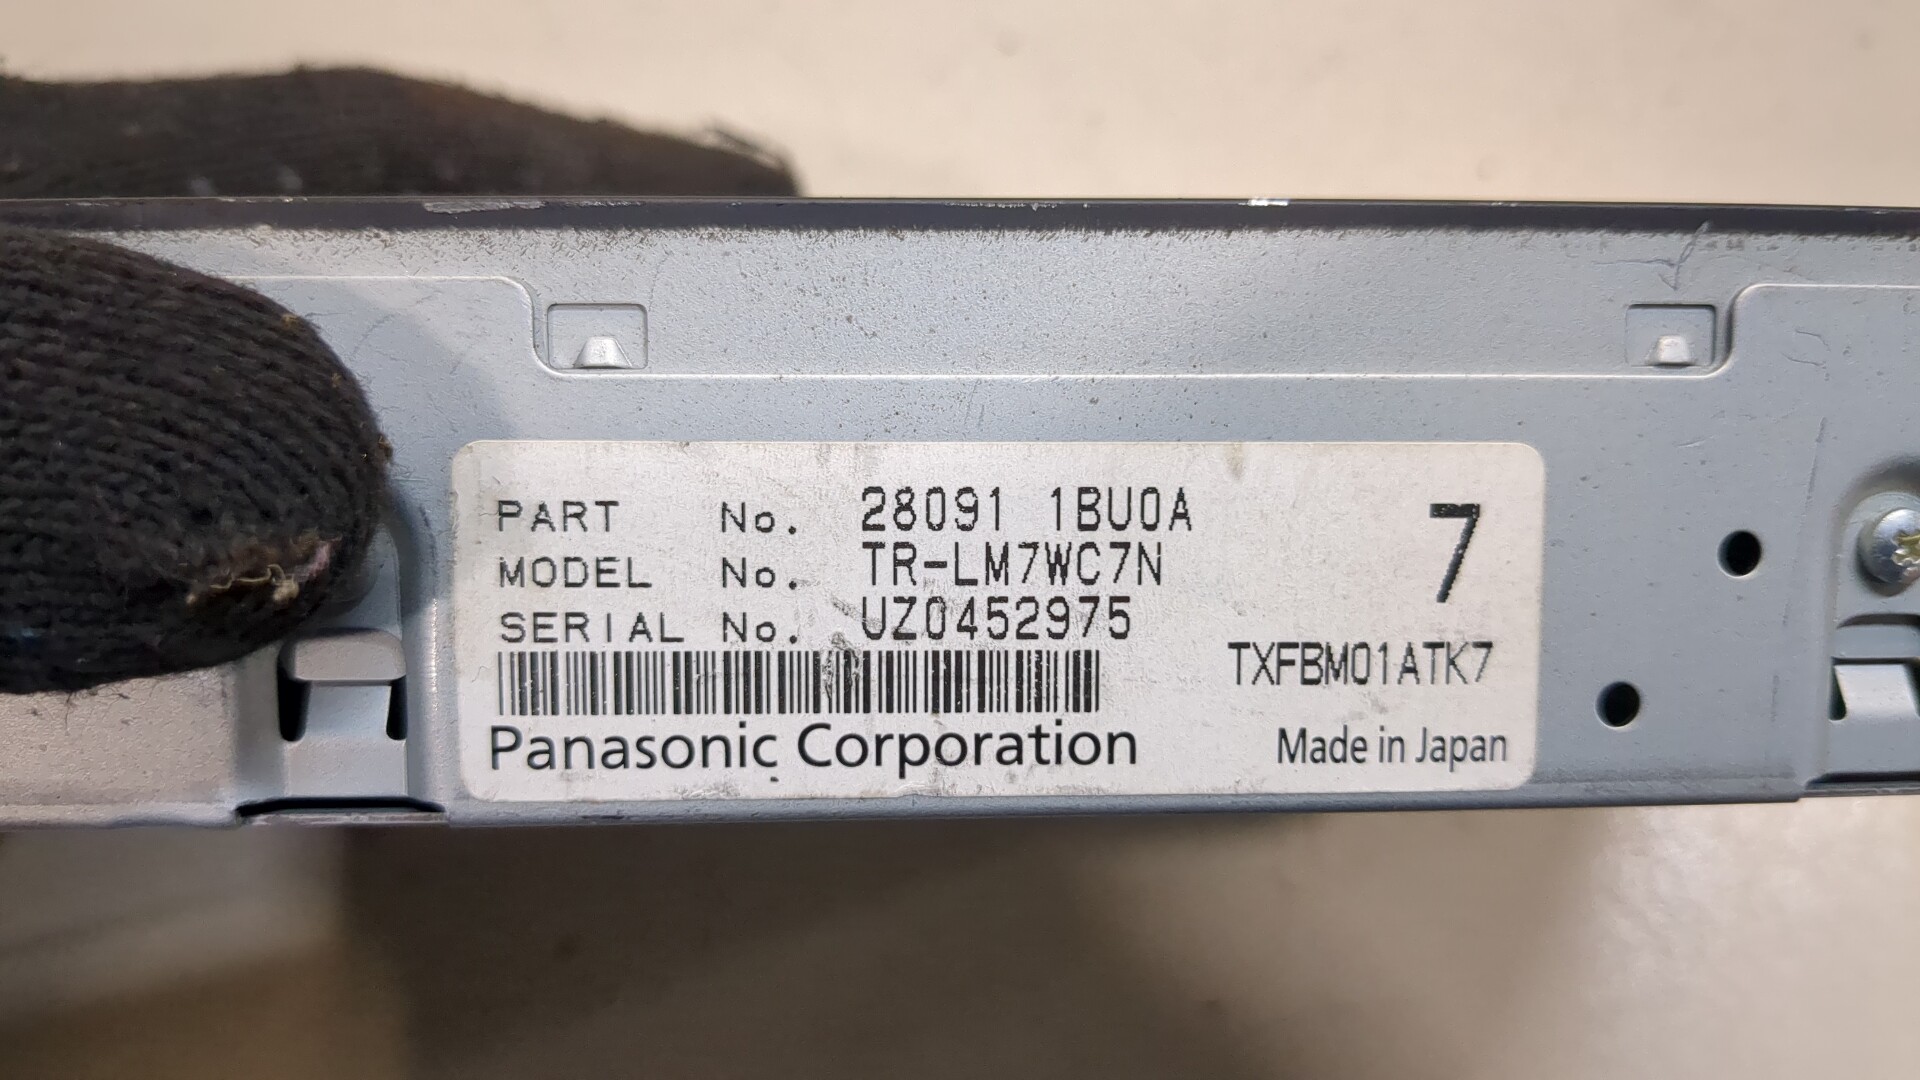 PART No. 28091 1BU0A
7
MODEL No. TR-LM7WC7N
SERIAL No. UZ0452975
TXFBM01ATK7
Panasonic Corporation
Made in Japan